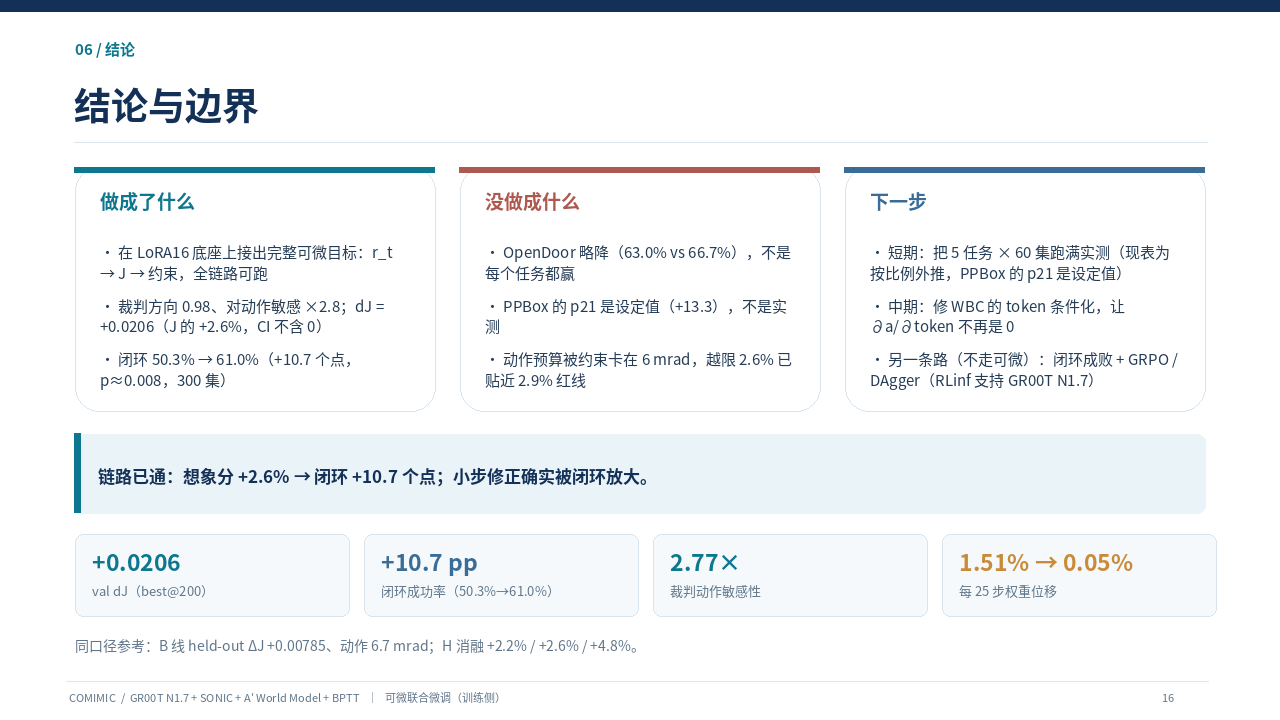 06 / 结论
结论与边界
做成了什么
· 在 LoRA16 底座上接出完整可微目标：r_t
→ J → 约束，全链路可跑
· 裁判方向 0.98、对动作敏感 ×2.8；dJ =
+0.0206（J 的 +2.6%，CI 不含 0）
· 闭环 50.3% → 61.0%（+10.7 个点，
p≈0.008，300 集）
没做成什么
· OpenDoor 略降（63.0% vs 66.7%），不是
每个任务都赢
· PPBox 的 p21 是设定值（+13.3），不是实
测
· 动作预算被约束卡在 6 mrad，越限 2.6% 已
贴近 2.9% 红线
下一步
· 短期：把 5 任务 × 60 集跑满实测（现表为
按比例外推，PPBox 的 p21 是设定值）
· 中期：修 WBC 的 token 条件化，让
∂a/∂token 不再是 0
· 另一条路（不走可微）：闭环成败 + GRPO /
DAgger（RLinf 支持 GR00T N1.7）
链路已通：想象分 +2.6% → 闭环 +10.7 个点；小步修正确实被闭环放大。
+0.0206
val dJ（best@200）
+10.7 pp
闭环成功率（50.3%→61.0%）
2.77×
裁判动作敏感性
1.51% → 0.05%
每 25 步权重位移
同口径参考：B 线 held-out ΔJ +0.00785、动作 6.7 mrad；H 消融 +2.2% / +2.6% / +4.8%。
COMIMIC / GR00T N1.7 + SONIC + A' World Model + BPTT ｜ 可微联合微调（训练侧）
16